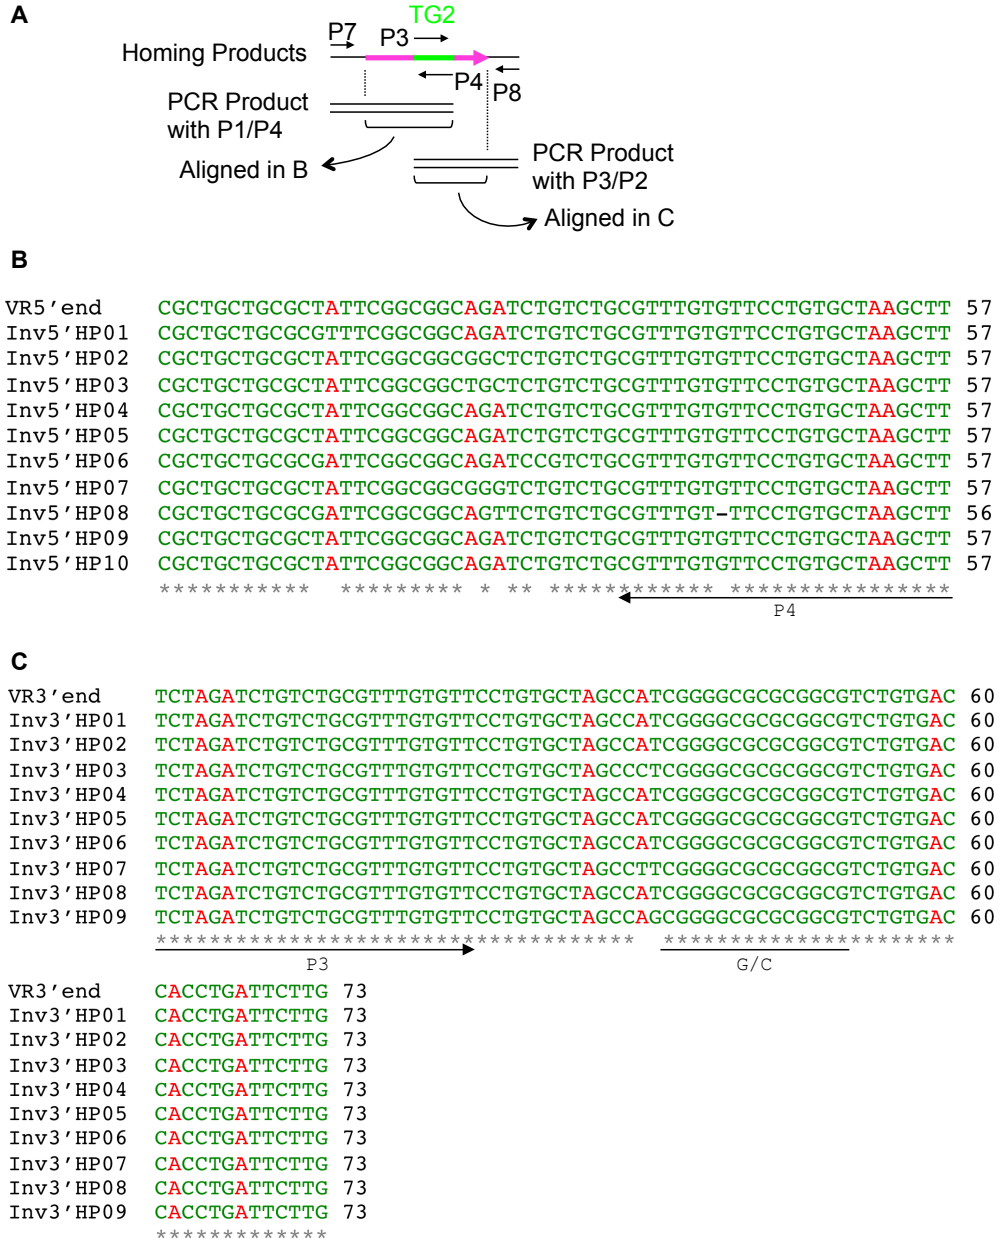 A
TG2
P7
P3
Homing Products
P4
P8
PCR Product
with P1/P4
Aligned in B
PCR Product
with P3/P2
Aligned in C
B
VR5'end CGCTGCTGCGCTATTCGGCGGCAGATCTGTCTGCGTTTGTGTTCCTGTGCTAAGCTT 57
Inv5'HP01 CGCTGCTGCGCGTTTCGGCGGCAGATCTGTCTGCGTTTGTGTTCCTGTGCTAAGCTT 57
Inv5'HP02 CGCTGCTGCGCTATTCGGCGGCGGCTCTGTCTGCGTTTGTGTTCCTGTGCTAAGCTT 57
Inv5'HP03 CGCTGCTGCGCTATTCGGCGGCTGCTCTGTCTGCGTTTGTGTTCCTGTGCTAAGCTT 57
Inv5'HP04 CGCTGCTGCGCTATTCGGCGGCAGATCTGTCTGCGTTTGTGTTCCTGTGCTAAGCTT 57
Inv5'HP05 CGCTGCTGCGCTATTCGGCGGCAGATCTGTCTGCGTTTGTGTTCCTGTGCTAAGCTT 57
Inv5'HP06 CGCTGCTGCGCGATTCGGCGGCAGATCCGTCTGCGTTTGTGTTCCTGTGCTAAGCTT 57
Inv5'HP07 CGCTGCTGCGCTATTCGGCGGCGGGTCTGTCTGCGTTTGTGTTCCTGTGCTAAGCTT 57
Inv5'HP08 CGCTGCTGCGCGATTCGGCGGCAGTTCTGTCTGCGTTTGT-TTCCTGTGCTAAGCTT 56
Inv5'HP09 CGCTGCTGCGCTATTCGGCGGCAGATCTGTCTGCGTTTGTGTTCCTGTGCTAAGCTT 57
Inv5'HP10 CGCTGCTGCGCTATTCGGCGGCAGATCTGTCTGCGTTTGTGTTCCTGTGCTAAGCTT 57
*********** ********* * ** ************ ****************
P4
C
VR3'end TCTAGATCTGTCTGCGTTTGTGTTCCTGTGCTAGCCATCGGGGCGCGCGGCGTCTGTGAC 60
Inv3'HP01 TCTAGATCTGTCTGCGTTTGTGTTCCTGTGCTAGCCATCGGGGCGCGCGGCGTCTGTGAC 60
Inv3'HP02 TCTAGATCTGTCTGCGTTTGTGTTCCTGTGCTAGCCATCGGGGCGCGCGGCGTCTGTGAC 60
Inv3'HP03 TCTAGATCTGTCTGCGTTTGTGTTCCTGTGCTAGCCCTCGGGGCGCGCGGCGTCTGTGAC 60
Inv3'HP04 TCTAGATCTGTCTGCGTTTGTGTTCCTGTGCTAGCCATCGGGGCGCGCGGCGTCTGTGAC 60
Inv3'HP05 TCTAGATCTGTCTGCGTTTGTGTTCCTGTGCTAGCCATCGGGGCGCGCGGCGTCTGTGAC 60
Inv3'HP06 TCTAGATCTGTCTGCGTTTGTGTTCCTGTGCTAGCCATCGGGGCGCGCGGCGTCTGTGAC 60
Inv3'HP07 TCTAGATCTGTCTGCGTTTGTGTTCCTGTGCTAGCCTTCGGGGCGCGCGGCGTCTGTGAC 60
Inv3'HP08 TCTAGATCTGTCTGCGTTTGTGTTCCTGTGCTAGCCATCGGGGCGCGCGGCGTCTGTGAC 60
Inv3'HP09 TCTAGATCTGTCTGCGTTTGTGTTCCTGTGCTAGCCAGCGGGGCGCGCGGCGTCTGTGAC 60
************************************ **********************
P3 G/C
VR3'end CACCTGATTCTTG 73
Inv3'HP01 CACCTGATTCTTG 73
Inv3'HP02 CACCTGATTCTTG 73
Inv3'HP03 CACCTGATTCTTG 73
Inv3'HP04 CACCTGATTCTTG 73
Inv3'HP05 CACCTGATTCTTG 73
Inv3'HP06 CACCTGATTCTTG 73
Inv3'HP07 CACCTGATTCTTG 73
Inv3'HP08 CACCTGATTCTTG 73
Inv3'HP09 CACCTGATTCTTG 73
*************